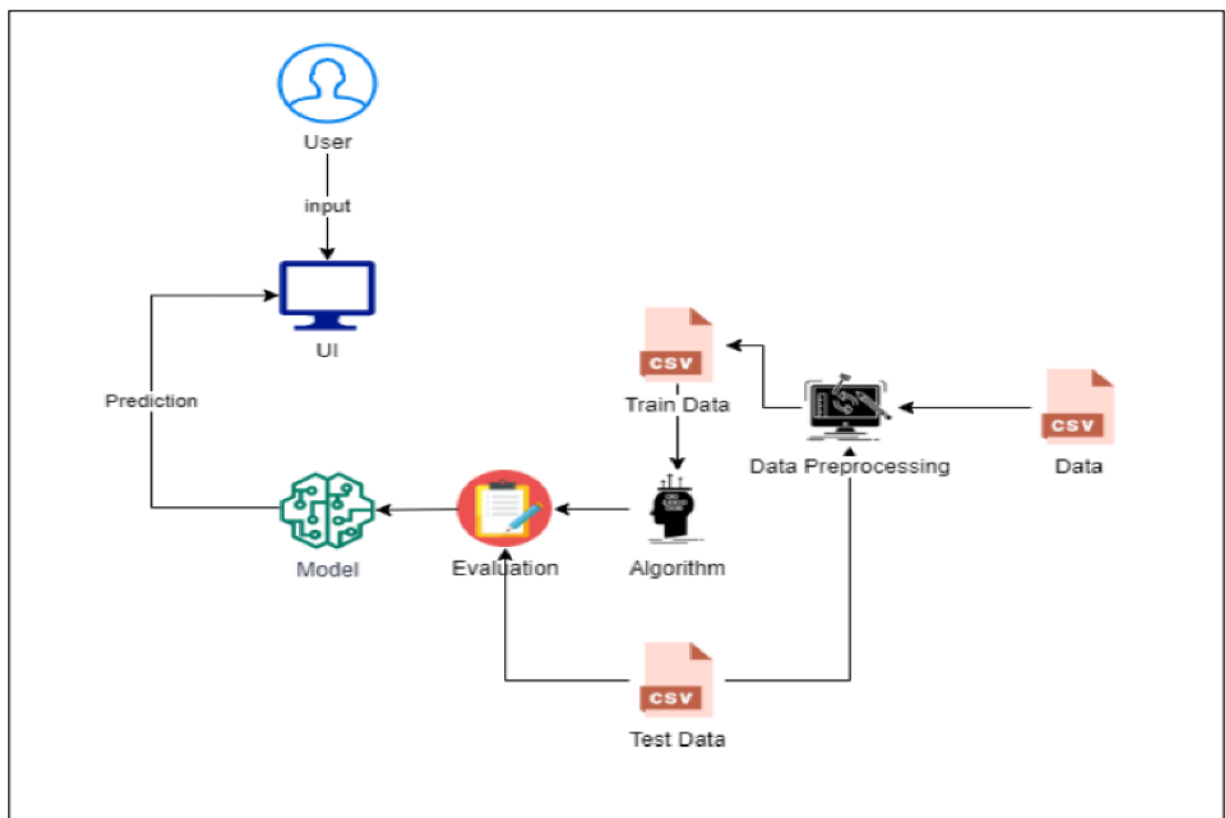 User
input
UI
Prediction
CSV
Train Data
CSV
Data Preprocessing
Data
Model
Evaluation
Algorithm
CSV
Test Data